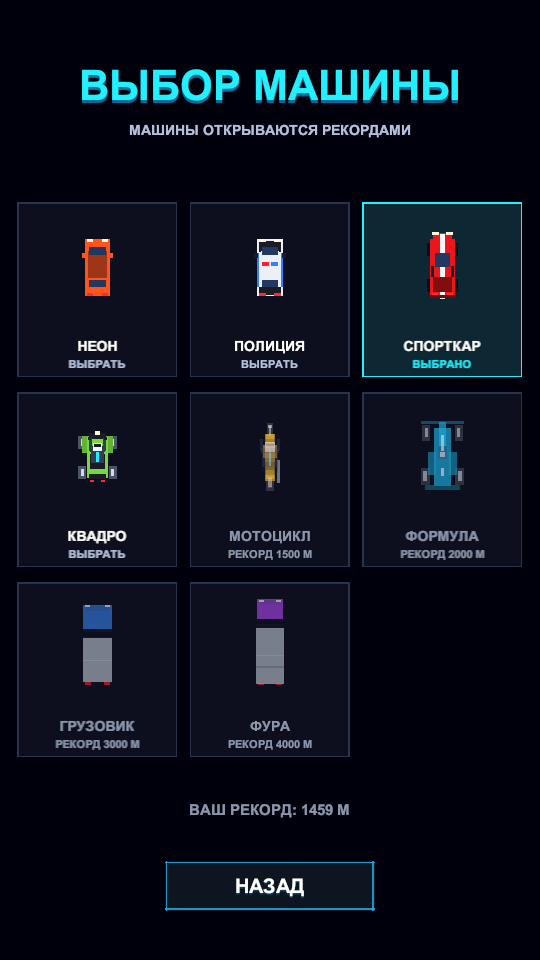 ВЫБОР МАШИНЫ
МАШИНЫ ОТКРЫВАЮТСЯ РЕКОРДАМИ
НЕОН
ВЫБРАТЬ
ПОЛИЦИЯ
ВЫБРАТЬ
СПОРТКАР
ВЫБРАНО
КВАДРО
ВЫБРАТЬ
МОТОЦИКЛ
РЕКОРД 1500 М
ФОРМУЛА
РЕКОРД 2000 М
ГРУЗОВИК
РЕКОРД 3000 М
ФУРА
РЕКОРД 4000 М
ВАШ РЕКОРД: 1459 М
НАЗАД